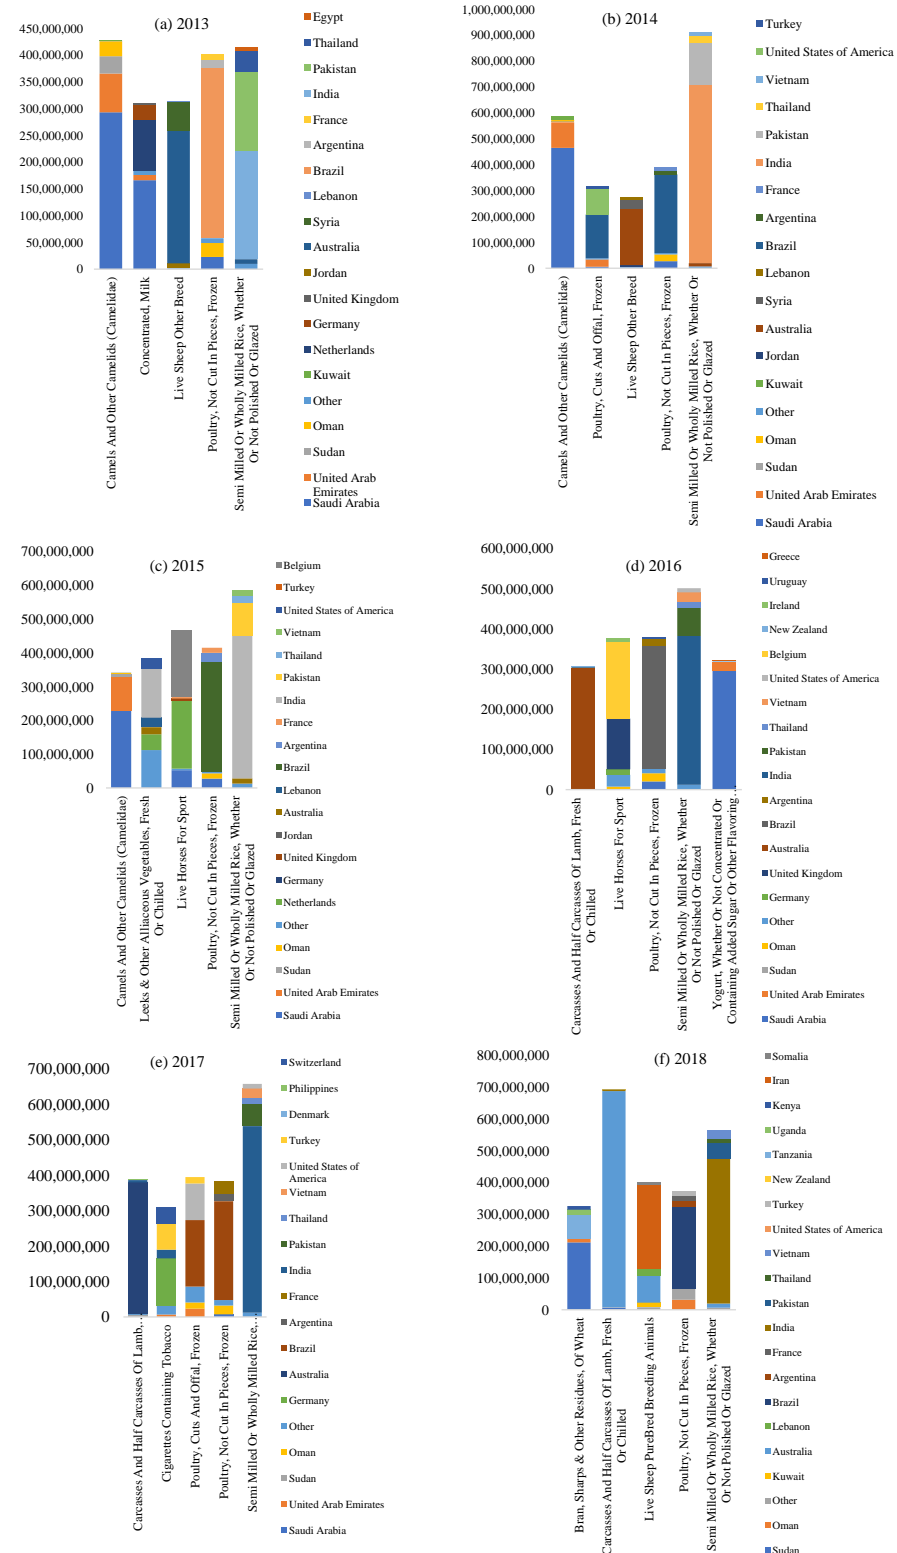 (a) 2013
450,000,000
400,000,000
350,000,000
300,000,000
250,000,000
200,000,000
150,000,000
100,000,000
50,000,000
0
Camels And Other Camelids (Camelidae)
Concentrated, Milk
Live Sheep Other Breed
Poultry, Not Cut In Pieces, Frozen
Semi Milled Or Wholly Milled Rice, Whether
Or Not Polished Or Glazed
Egypt
Thailand
Pakistan
India
France
Argentina
Brazil
Lebanon
Syria
Australia
Jordan
United Kingdom
Germany
Netherlands
Kuwait
Other
Oman
Sudan
United Arab
Emirates
Saudi Arabia
(b) 2014
1,000,000,000
900,000,000
800,000,000
700,000,000
600,000,000
500,000,000
400,000,000
300,000,000
200,000,000
100,000,000
0
Camels And Other Camelids (Camelidae)
Poultry, Cuts And Offal, Frozen
Live Sheep Other Breed
Poultry, Not Cut In Pieces, Frozen
Semi Milled Or Wholly Milled Rice, Whether Or
Not Polished Or Glazed
Turkey
United States of America
Vietnam
Thailand
Pakistan
India
France
Argentina
Brazil
Lebanon
Syria
Australia
Jordan
Kuwait
Other
Oman
Sudan
United Arab Emirates
Saudi Arabia
(c) 2015
700,000,000
600,000,000
500,000,000
400,000,000
300,000,000
200,000,000
100,000,000
0
Camels And Other Camelids (Camelidae)
Leeks & Other Alliaceous Vegetables, Fresh
Or Chilled
Live Horses For Sport
Poultry, Not Cut In Pieces, Frozen
Semi Milled Or Wholly Milled Rice, Whether
Or Not Polished Or Glazed
Belgium
Turkey
United States of America
Vietnam
Thailand
Pakistan
India
France
Argentina
Brazil
Lebanon
Australia
Jordan
United Kingdom
Germany
Netherlands
Other
Oman
Sudan
United Arab Emirates
Saudi Arabia
(d) 2016
600,000,000
500,000,000
400,000,000
300,000,000
200,000,000
100,000,000
0
Carcasses And Half Carcasses Of Lamb, Fresh
Or Chilled
Live Horses For Sport
Poultry, Not Cut In Pieces, Frozen
Semi Milled Or Wholly Milled Rice, Whether
Or Not Polished Or Glazed
Yogurt, Whether Or Not Concentrated Or
Containing Added Sugar Or Other Flavoring…
Greece
Uruguay
Ireland
New Zealand
Belgium
United States of America
Vietnam
Thailand
Pakistan
India
Argentina
Brazil
Australia
United Kingdom
Germany
Other
Oman
Sudan
United Arab Emirates
Saudi Arabia
(e) 2017
700,000,000
600,000,000
500,000,000
400,000,000
300,000,000
200,000,000
100,000,000
0
Carcasses And Half Carcasses Of Lamb,…
Cigarettes Containing Tobacco
Poultry, Cuts And Offal, Frozen
Poultry, Not Cut In Pieces, Frozen
Semi Milled Or Wholly Milled Rice,…
Switzerland
Philippines
Denmark
Turkey
United States of
America
Vietnam
Thailand
Pakistan
India
France
Argentina
Brazil
Australia
Germany
Other
Oman
Sudan
United Arab Emirates
Saudi Arabia
(f) 2018
800,000,000
700,000,000
600,000,000
500,000,000
400,000,000
300,000,000
200,000,000
100,000,000
0
Bran, Sharps & Other Residues, Of Wheat
Carcasses And Half Carcasses Of Lamb, Fresh
Or Chilled
Live Sheep PureBred Breeding Animals
Poultry, Not Cut In Pieces, Frozen
Semi Milled Or Wholly Milled Rice, Whether
Or Not Polished Or Glazed
Somalia
Iran
Kenya
Uganda
Tanzania
New Zealand
Turkey
United States of America
Vietnam
Thailand
Pakistan
India
France
Argentina
Brazil
Lebanon
Australia
Kuwait
Other
Oman
Sudan